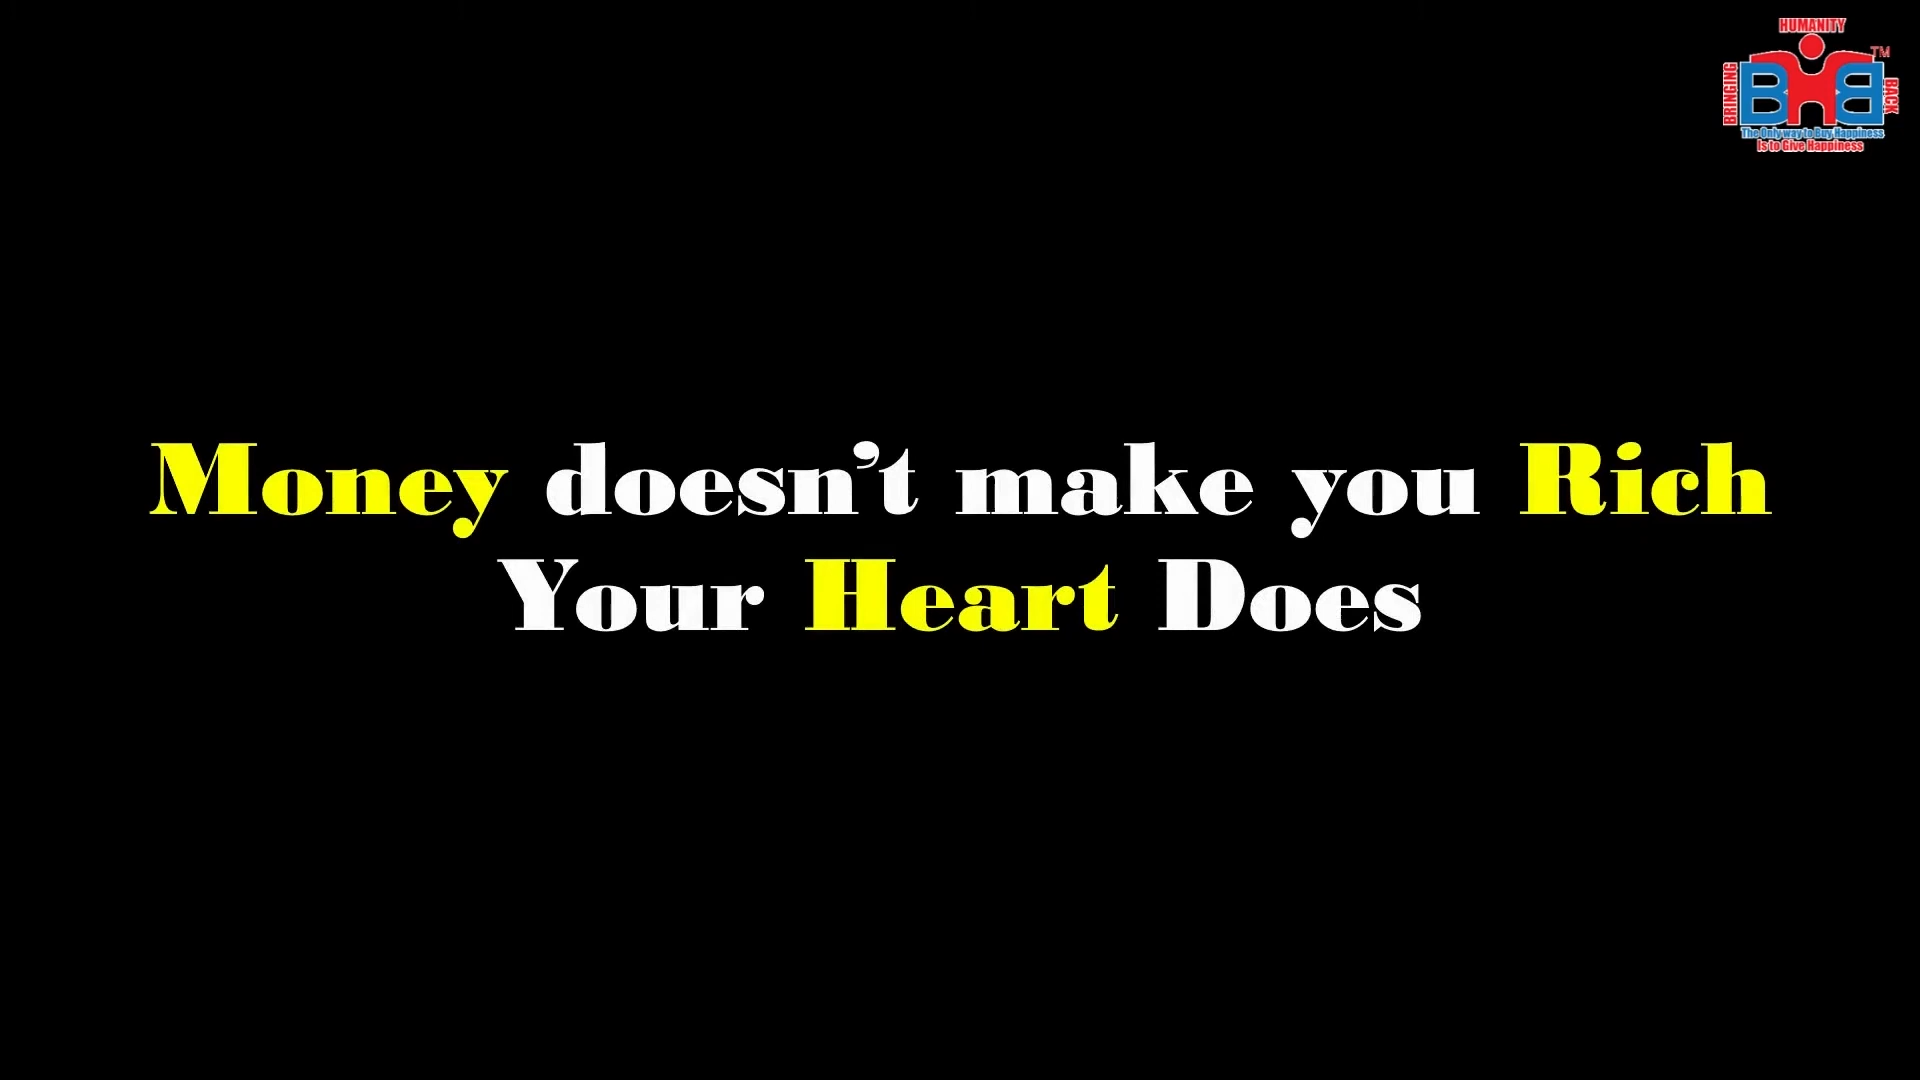 HUMANITY
BRINGING
BHB
TM
BACK
The Only way to Buy Happiness
Is to Give Happiness
Money doesn’t make you Rich
Your Heart Does